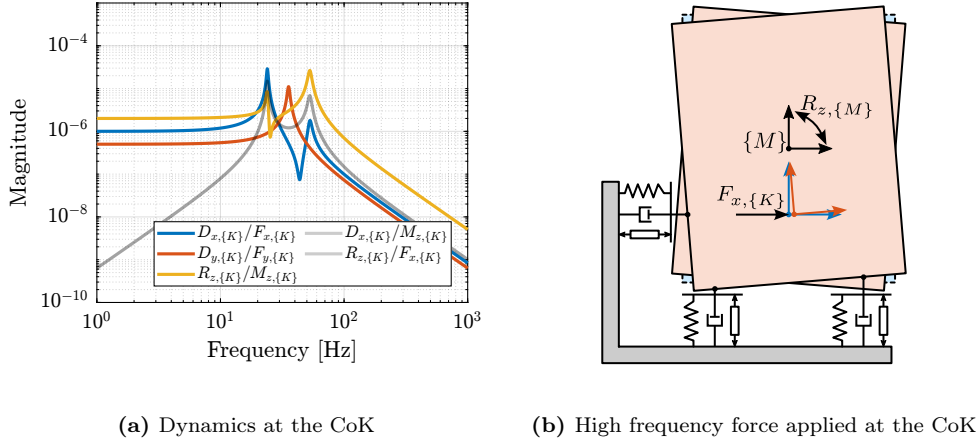 10^{-4}
10^{-6}
10^{-8}
10^{-10}
Magnitude
D_{x,\{K\}}/F_{x,\{K\}}
D_{y,\{K\}}/F_{y,\{K\}}
R_{z,\{K\}}/M_{z,\{K\}}
D_{x,\{K\}}/M_{z,\{K\}}
R_{z,\{K\}}/F_{x,\{K\}}
10^0 10^1 10^2 10^3
Frequency [Hz]
R_{z,\{M\}}
\{M\}
F_{x,\{K\}}
(a) Dynamics at the CoK
(b) High frequency force applied at the CoK